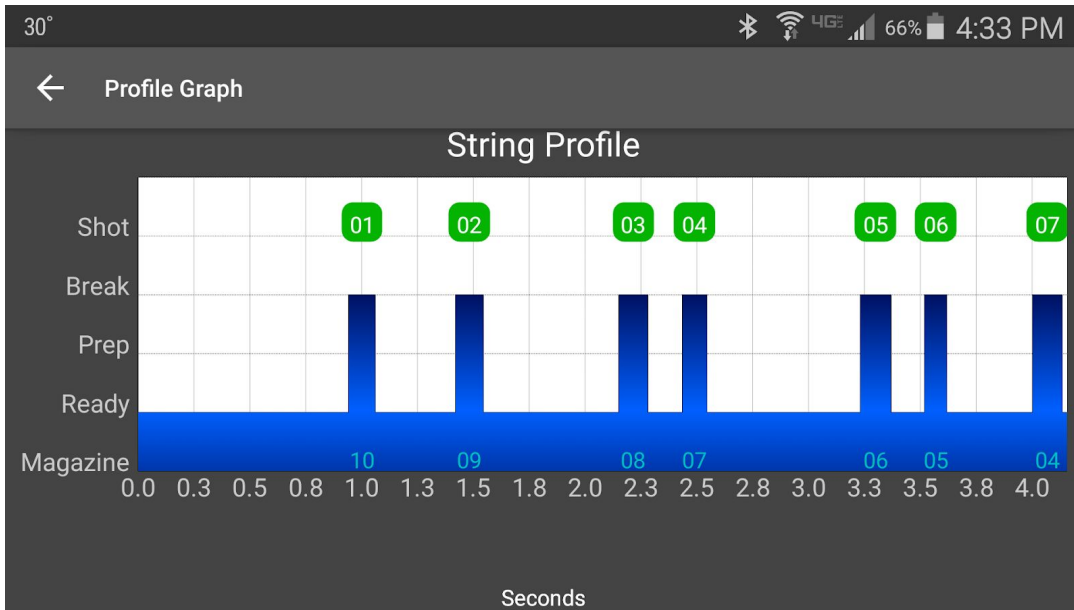 30° 4GE 66% 4:33 PM
Profile Graph
String Profile
Shot 01 02 03 04 05 06 07
Break
Prep
Ready
Magazine 10 09 08 07 06 05 04
0.0 0.3 0.5 0.8 1.0 1.3 1.5 1.8 2.0 2.3 2.5 2.8 3.0 3.3 3.5 3.8 4.0
Seconds